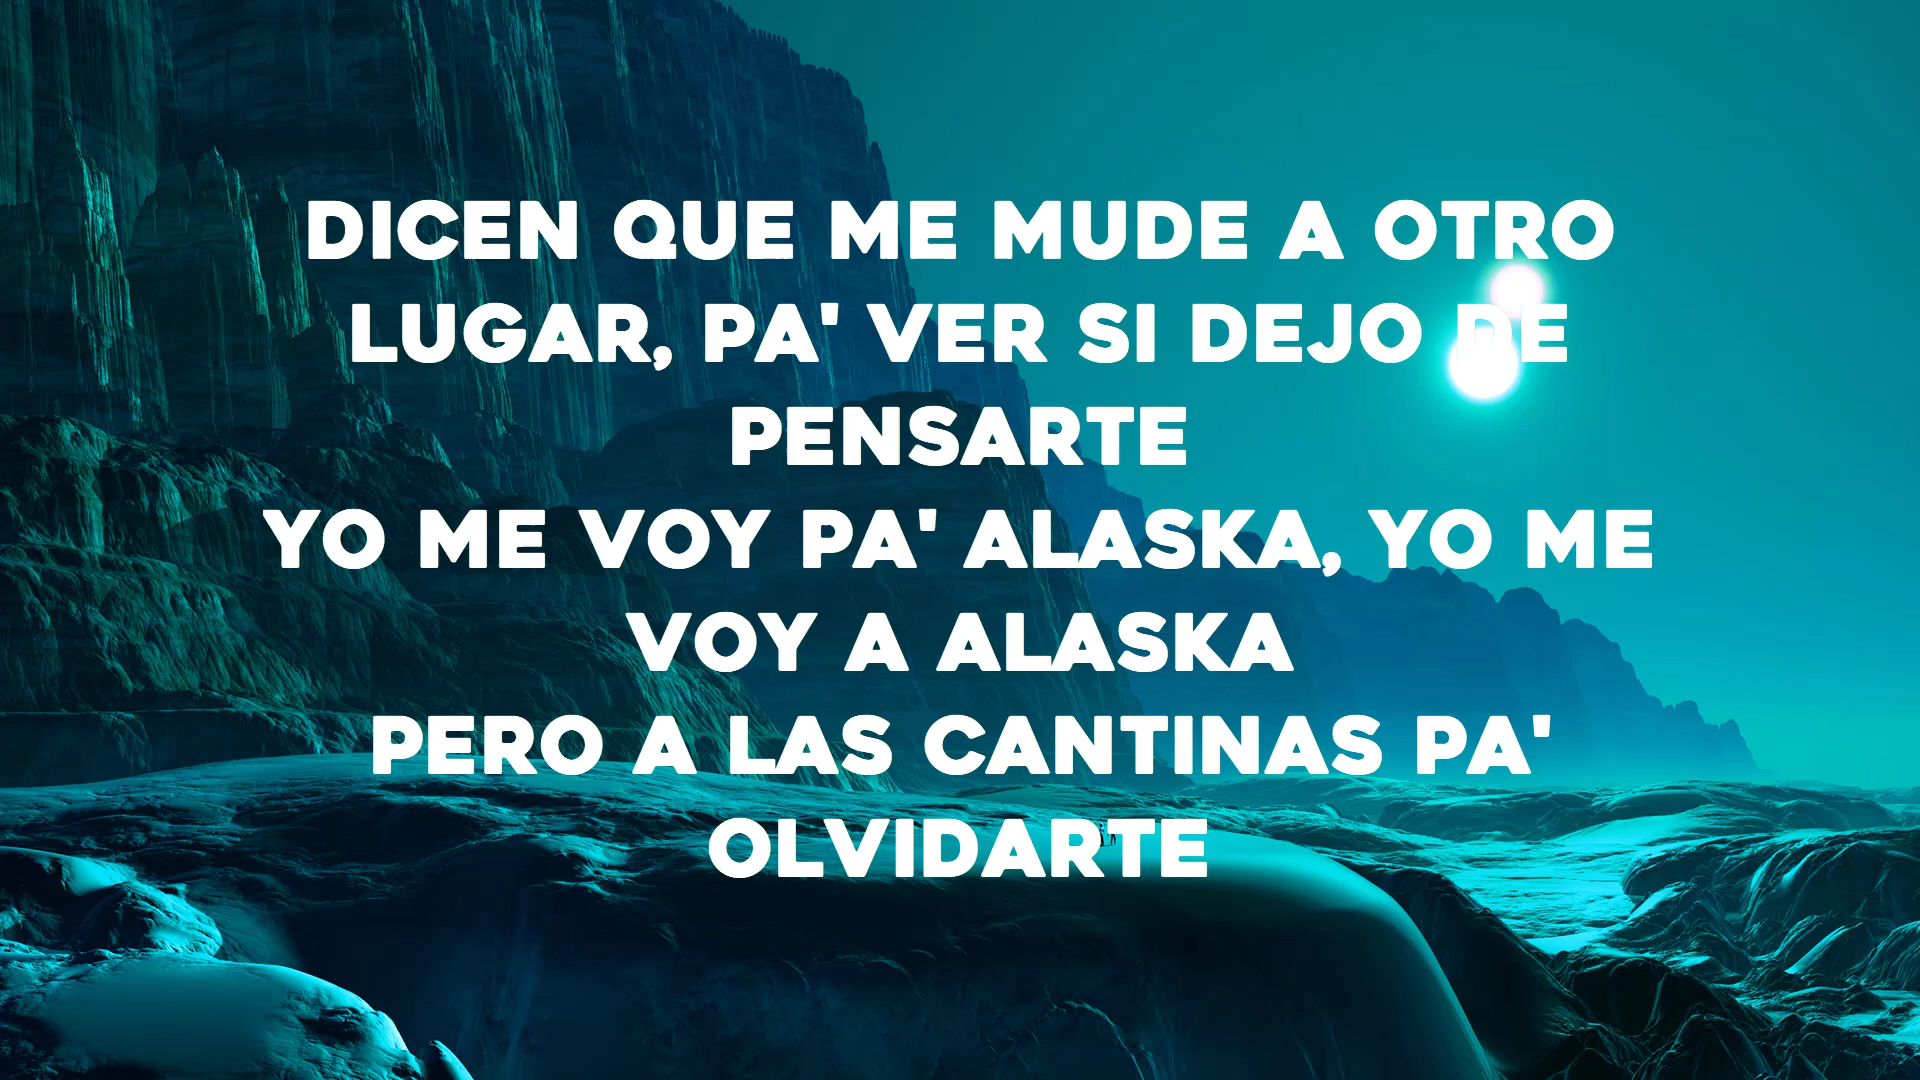 DICEN QUE ME MUDE A OTRO
LUGAR, PA' VER SI DEJO DE
PENSARTE
YO ME VOY PA' ALASKA, YO ME
VOY A ALASKA
PERO A LAS CANTINAS PA'
OLVIDARTE